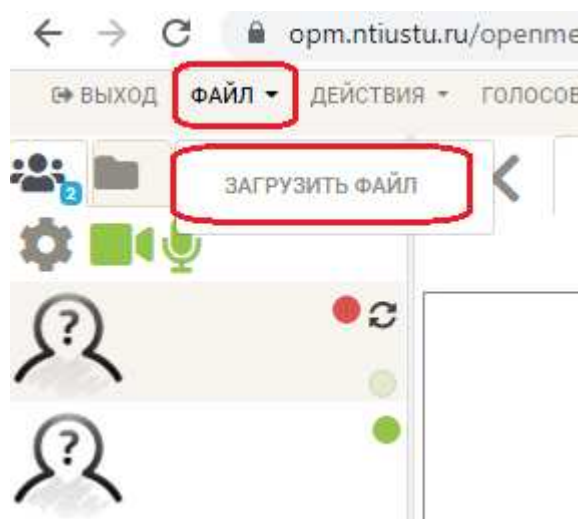 opm.ntiustu.ru/openme
ВЫХОД ФАЙЛ ДЕЙСТВИЯ ГОЛОСОВ
ЗАГРУЗИТЬ ФАЙЛ
2
?
?